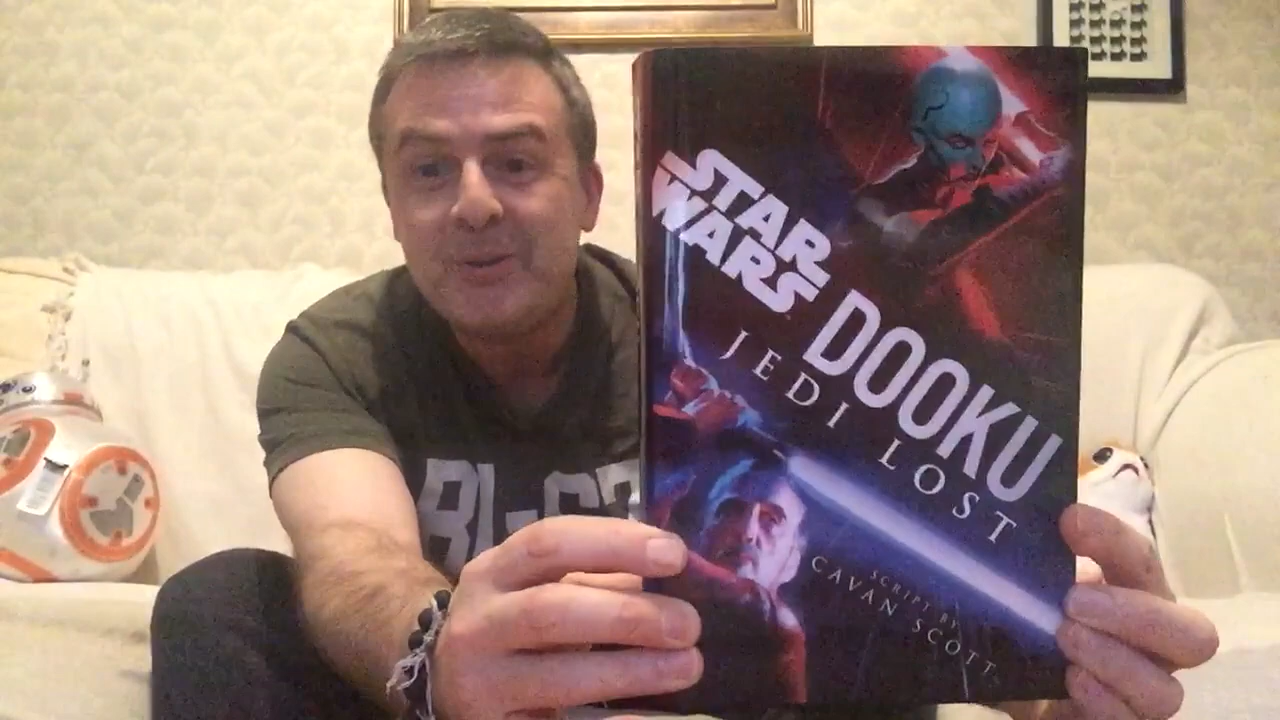 STAR
WARS
DOOKU
JEDI LOST
SCRIPT BY
CAVAN SCOTT